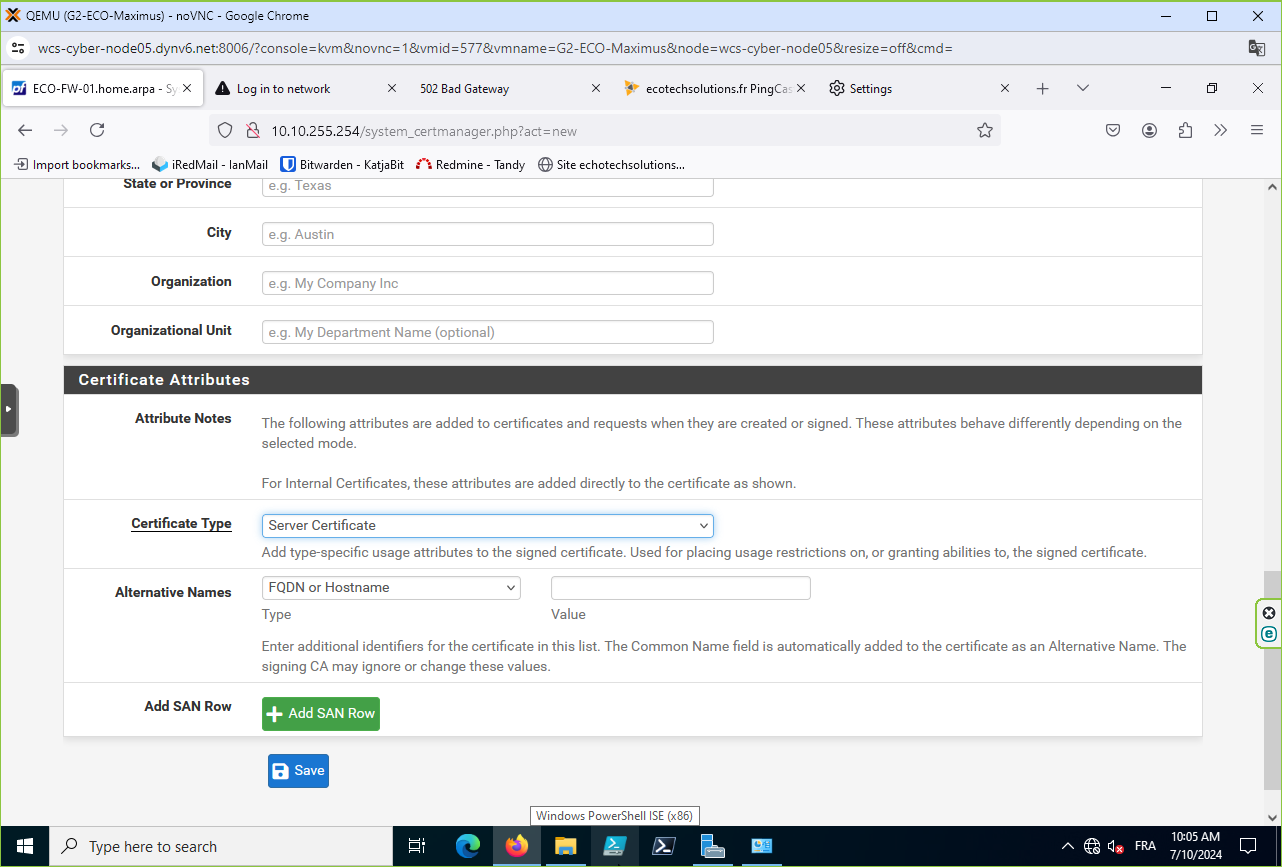 QEMU (G2-ECO-Maximus) - noVNC - Google Chrome
wcs-cyber-node05.dynv6.net:8006/?console=kvm&novnc=1&vmid=577&vmname=G2-ECO-Maximus&node=wcs-cyber-node05&resize=off&cmd=
ECO-FW-01.home.arpa - Sy
Log in to network
502 Bad Gateway
ecotechsolutions.fr PingCas
Settings
10.10.255.254/system_certmanager.php?act=new
Import bookmarks... iRedMail - IanMail Bitwarden - KatjaBit Redmine - Tandy Site echotechsolutions...
State or Province e.g. Texas
City e.g. Austin
Organization e.g. My Company Inc
Organizational Unit e.g. My Department Name (optional)
Certificate Attributes
Attribute Notes The following attributes are added to certificates and requests when they are created or signed. These attributes behave differently depending on the
selected mode.
For Internal Certificates, these attributes are added directly to the certificate as shown.
Certificate Type Server Certificate
Add type-specific usage attributes to the signed certificate. Used for placing usage restrictions on, or granting abilities to, the signed certificate.
Alternative Names FQDN or Hostname
Type Value
Enter additional identifiers for the certificate in this list. The Common Name field is automatically added to the certificate as an Alternative Name. The
signing CA may ignore or change these values.
Add SAN Row Add SAN Row
Save
Windows PowerShell ISE (x86)
Type here to search
FRA
10:05 AM
7/10/2024